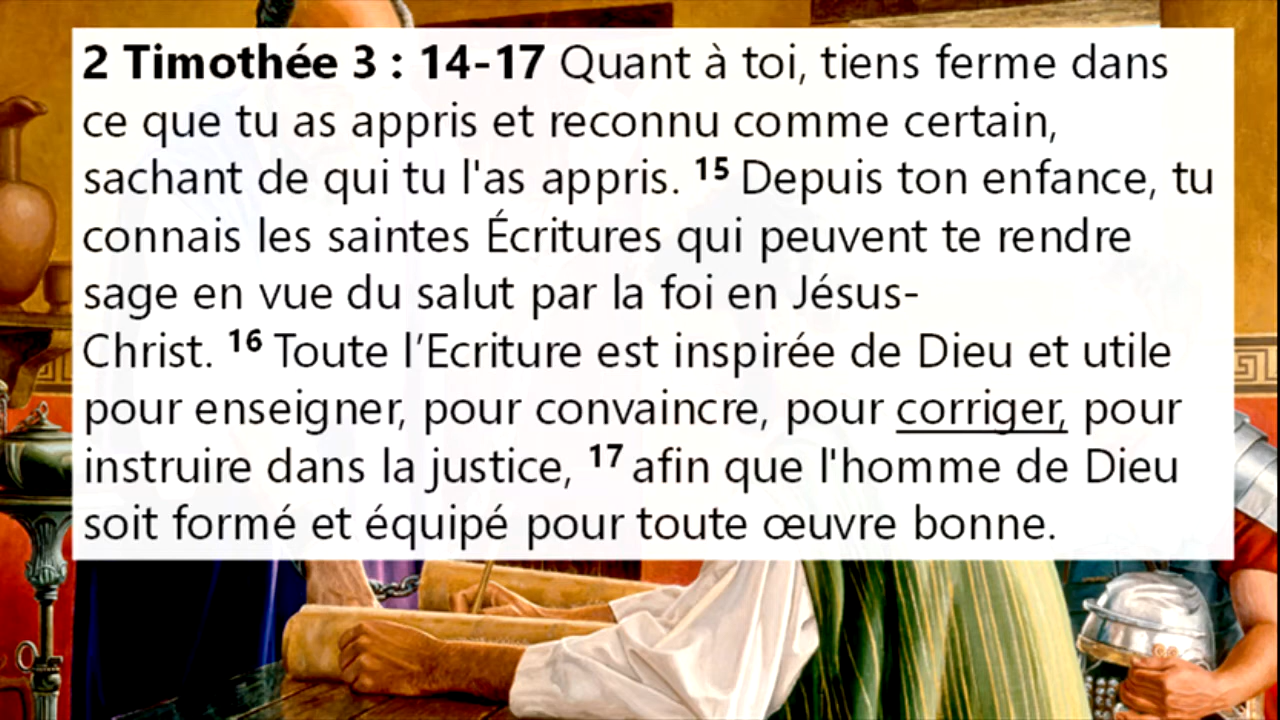 2 Timothée 3 : 14-17 Quant à toi, tiens ferme dans
ce que tu as appris et reconnu comme certain,
sachant de qui tu l'as appris. 15 Depuis ton enfance, tu
connais les saintes Écritures qui peuvent te rendre
sage en vue du salut par la foi en Jésus-
Christ. 16 Toute l’Ecriture est inspirée de Dieu et utile
pour enseigner, pour convaincre, pour corriger, pour
instruire dans la justice, 17 afin que l'homme de Dieu
soit formé et équipé pour toute œuvre bonne.